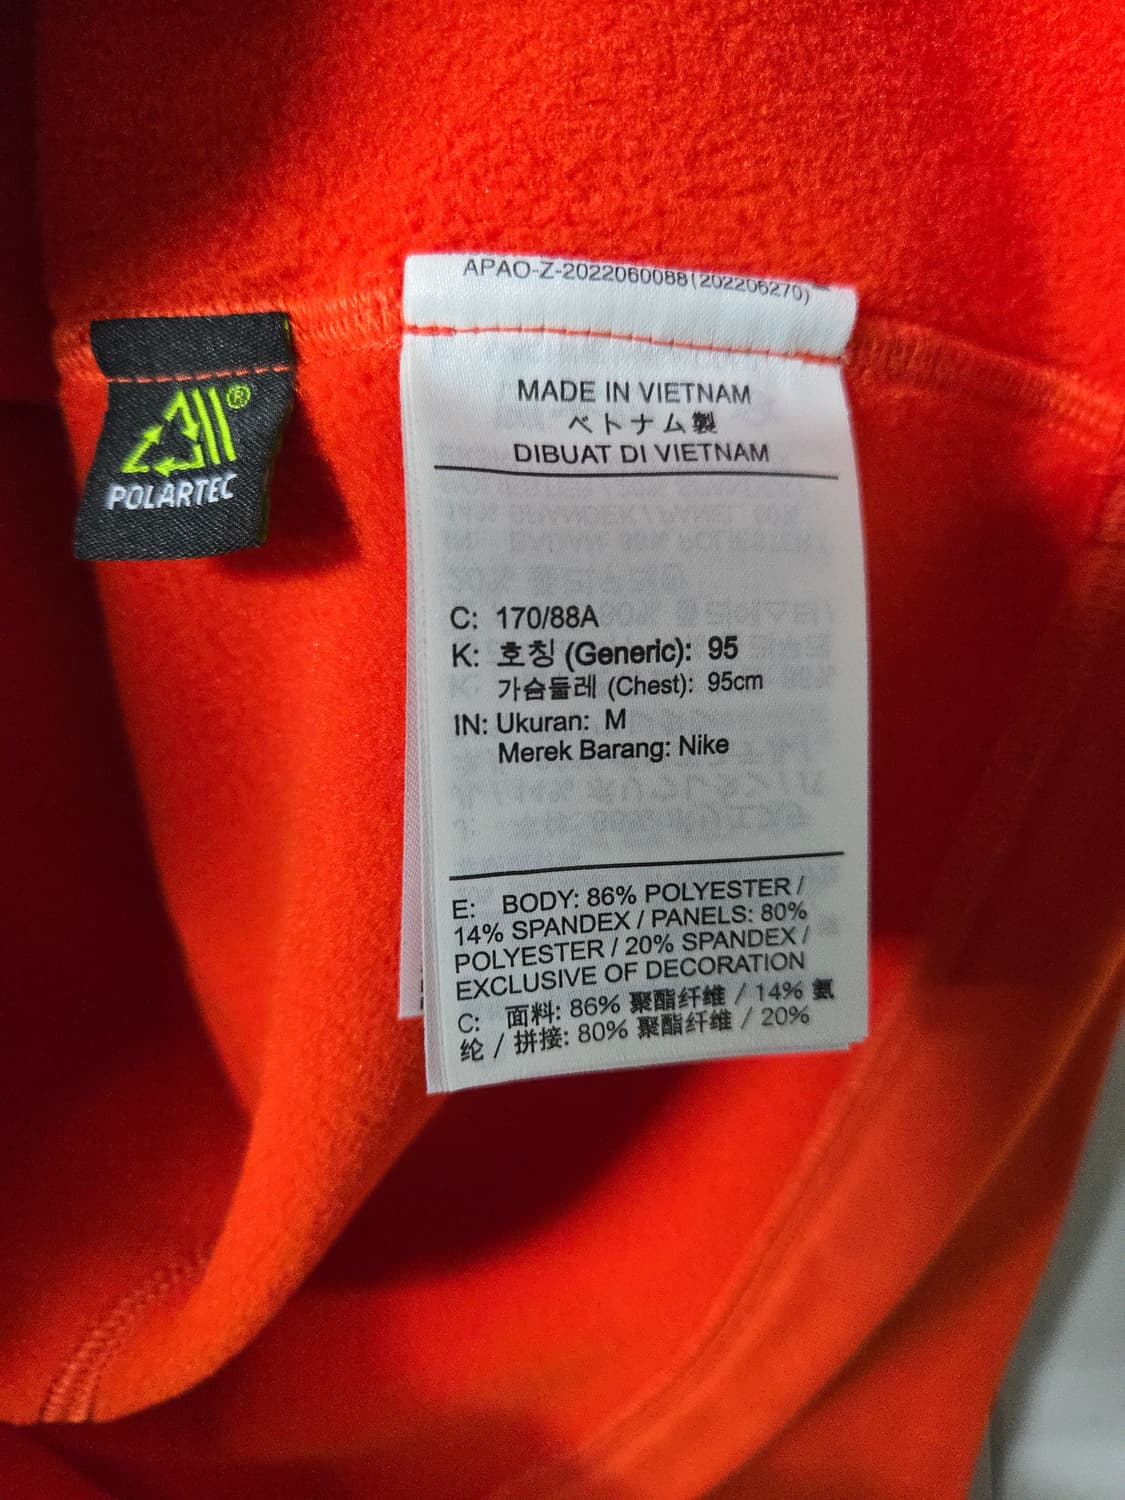 APAO-Z-2022060088(202206270)
®
POLARTEC
MADE IN VIETNAM
ベトナム製
DIBUAT DI VIETNAM
C: 170/88A
K: 호칭 (Generic): 95
가슴둘레 (Chest): 95cm
IN: Ukuran: M
Merek Barang: Nike
E: BODY: 86% POLYESTER /
14% SPANDEX / PANELS: 80%
POLYESTER / 20% SPANDEX /
EXCLUSIVE OF DECORATION
C: 面料: 86% 聚酯纤维 / 14% 氨
纶 / 拼接: 80% 聚酯纤维 / 20%